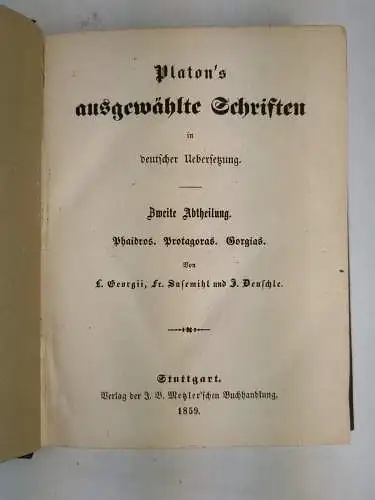 Platon's
ausgewählte Schriften
in
deutscher Uebersetzung.
Zweite Abtheilung.
Phaidros. Protagoras. Gorgias.
Von
L. Georgii, Fr. Susemihl und J. Deuschle.
Stuttgart.
Verlag der J. B. Metzler'schen Buchhandlung.
1859.